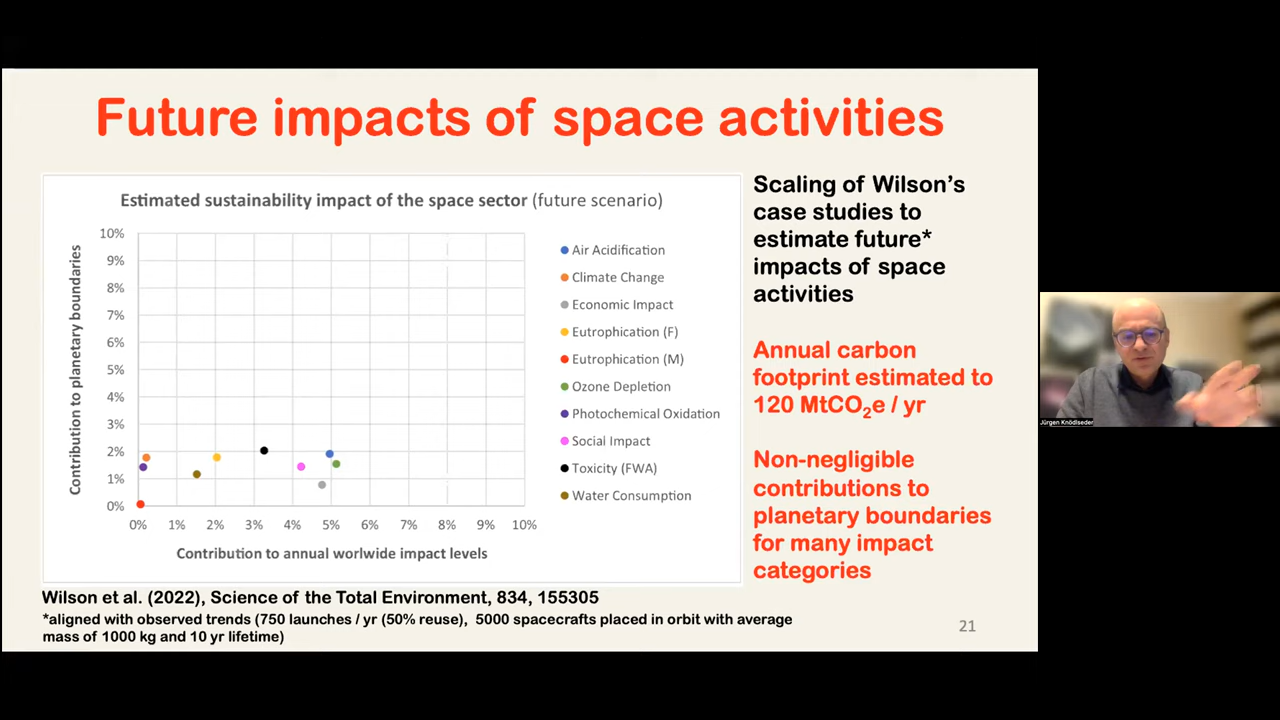 Future impacts of space activities
Estimated sustainability impact of the space sector (future scenario)
Contribution to planetary boundaries
10%
9%
8%
7%
6%
5%
4%
3%
2%
1%
0%
0% 1% 2% 3% 4% 5% 6% 7% 8% 9% 10%
Contribution to annual worlwide impact levels
Air Acidification
Climate Change
Economic Impact
Eutrophication (F)
Eutrophication (M)
Ozone Depletion
Photochemical Oxidation
Social Impact
Toxicity (FWA)
Water Consumption
Scaling of Wilson's
case studies to
estimate future*
impacts of space
activities
Annual carbon
footprint estimated to
120 MtCO₂e / yr
Non-negligible
contributions to
planetary boundaries
for many impact
categories
Wilson et al. (2022), Science of the Total Environment, 834, 155305
*aligned with observed trends (750 launches / yr (50% reuse), 5000 spacecrafts placed in orbit with average
mass of 1000 kg and 10 yr lifetime)
21
Jürgen Knödlseder